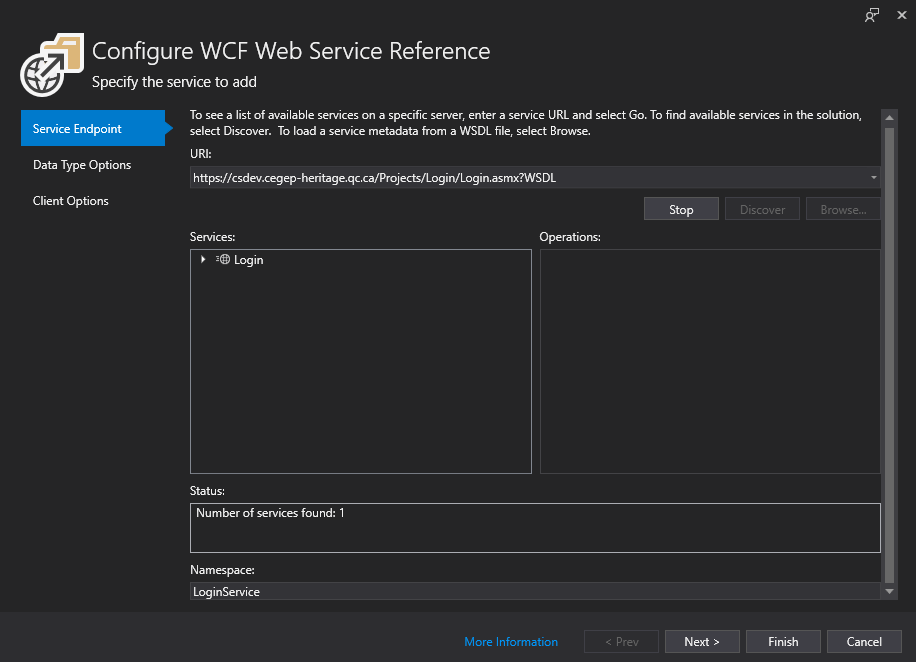 Configure WCF Web Service Reference
Specify the service to add
Service Endpoint
Data Type Options
Client Options
To see a list of available services on a specific server, enter a service URL and select Go. To find available services in the solution,
select Discover.  To load a service metadata from a WSDL file, select Browse.
URI:
https://csdev.cegep-heritage.qc.ca/Projects/Login/Login.asmx?WSDL
Stop
Discover
Browse...
Services:
Operations:
Login
Status:
Number of services found: 1
Namespace:
LoginService
More Information
< Prev
Next >
Finish
Cancel